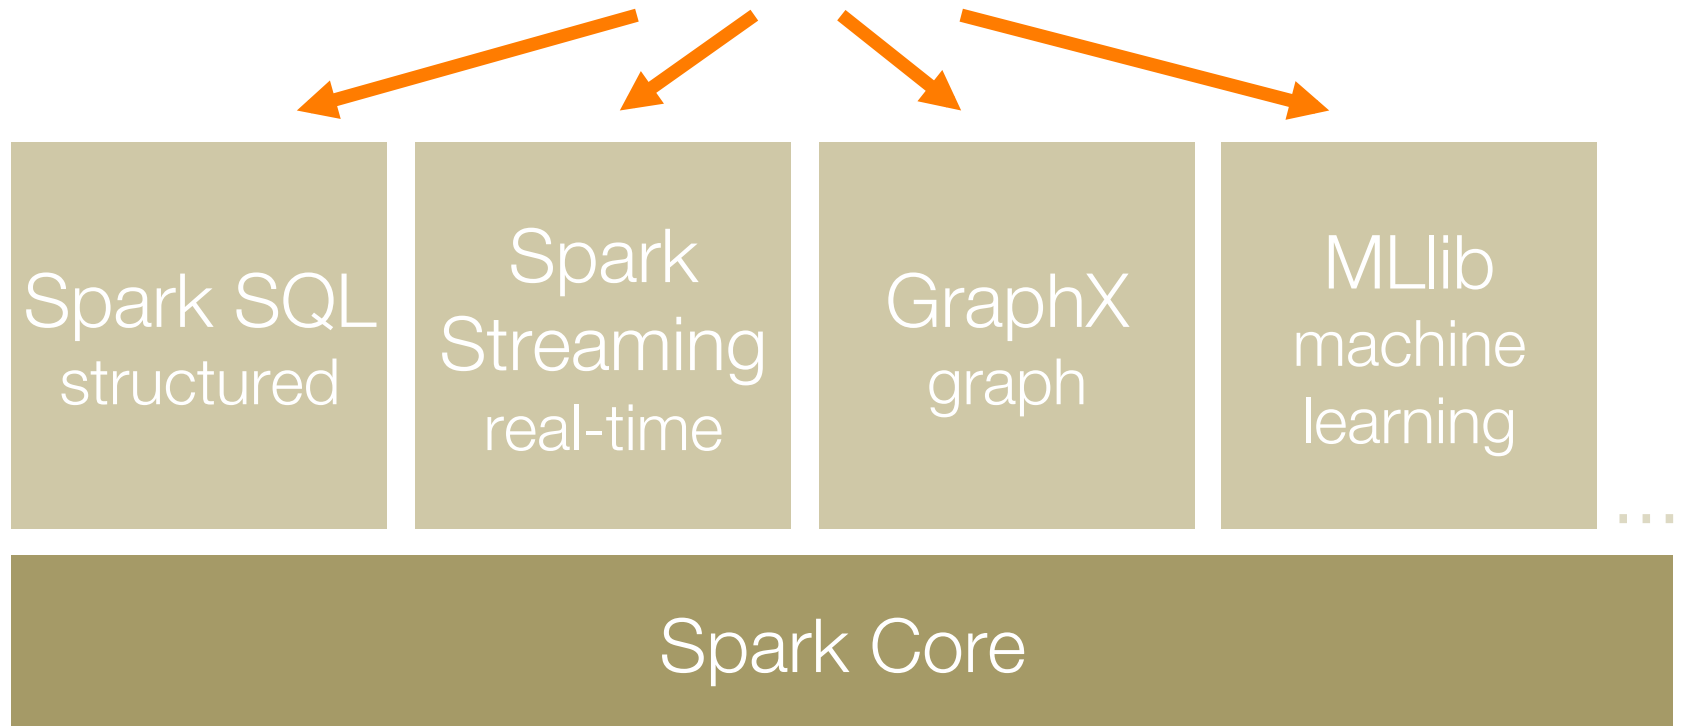 Spark SQL
structured
Spark
Streaming
real-time
GraphX
graph
MLlib
machine
learning
...
Spark Core